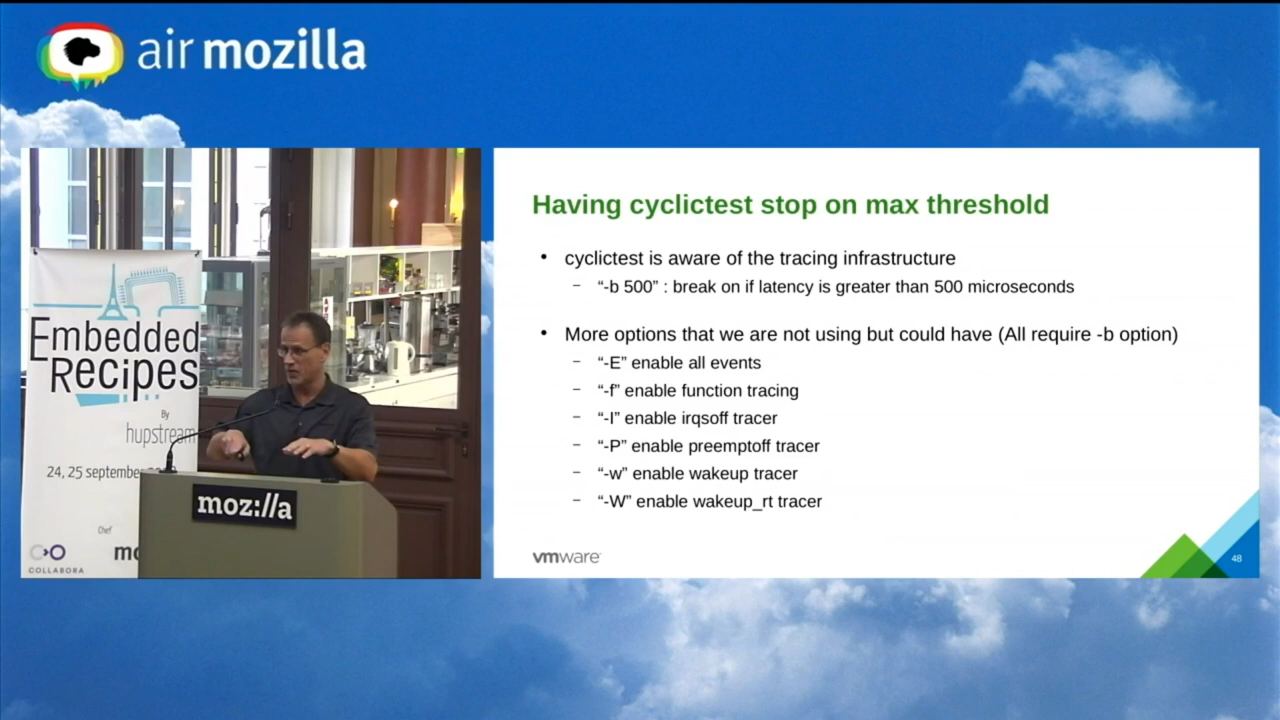 air mozilla
Embedded
Recipes
By
hupstream
24, 25 september
Chef
COLLABORA
moz://a
Having cyclictest stop on max threshold
• cyclictest is aware of the tracing infrastructure
– “-b 500” : break on if latency is greater than 500 microseconds
• More options that we are not using but could have (All require -b option)
– “-E” enable all events
– “-f” enable function tracing
– “-I” enable irqsoff tracer
– “-P” enable preemptoff tracer
– “-w” enable wakeup tracer
– “-W” enable wakeup_rt tracer
vmware
48